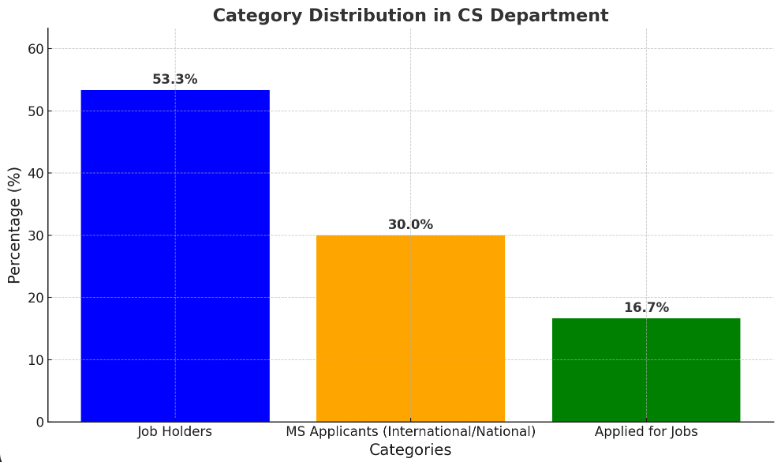 Category Distribution in CS Department
Percentage (%)
60
50
40
30
20
10
0
53.3%
30.0%
16.7%
Job Holders
MS Applicants (International/National)
Applied for Jobs
Categories